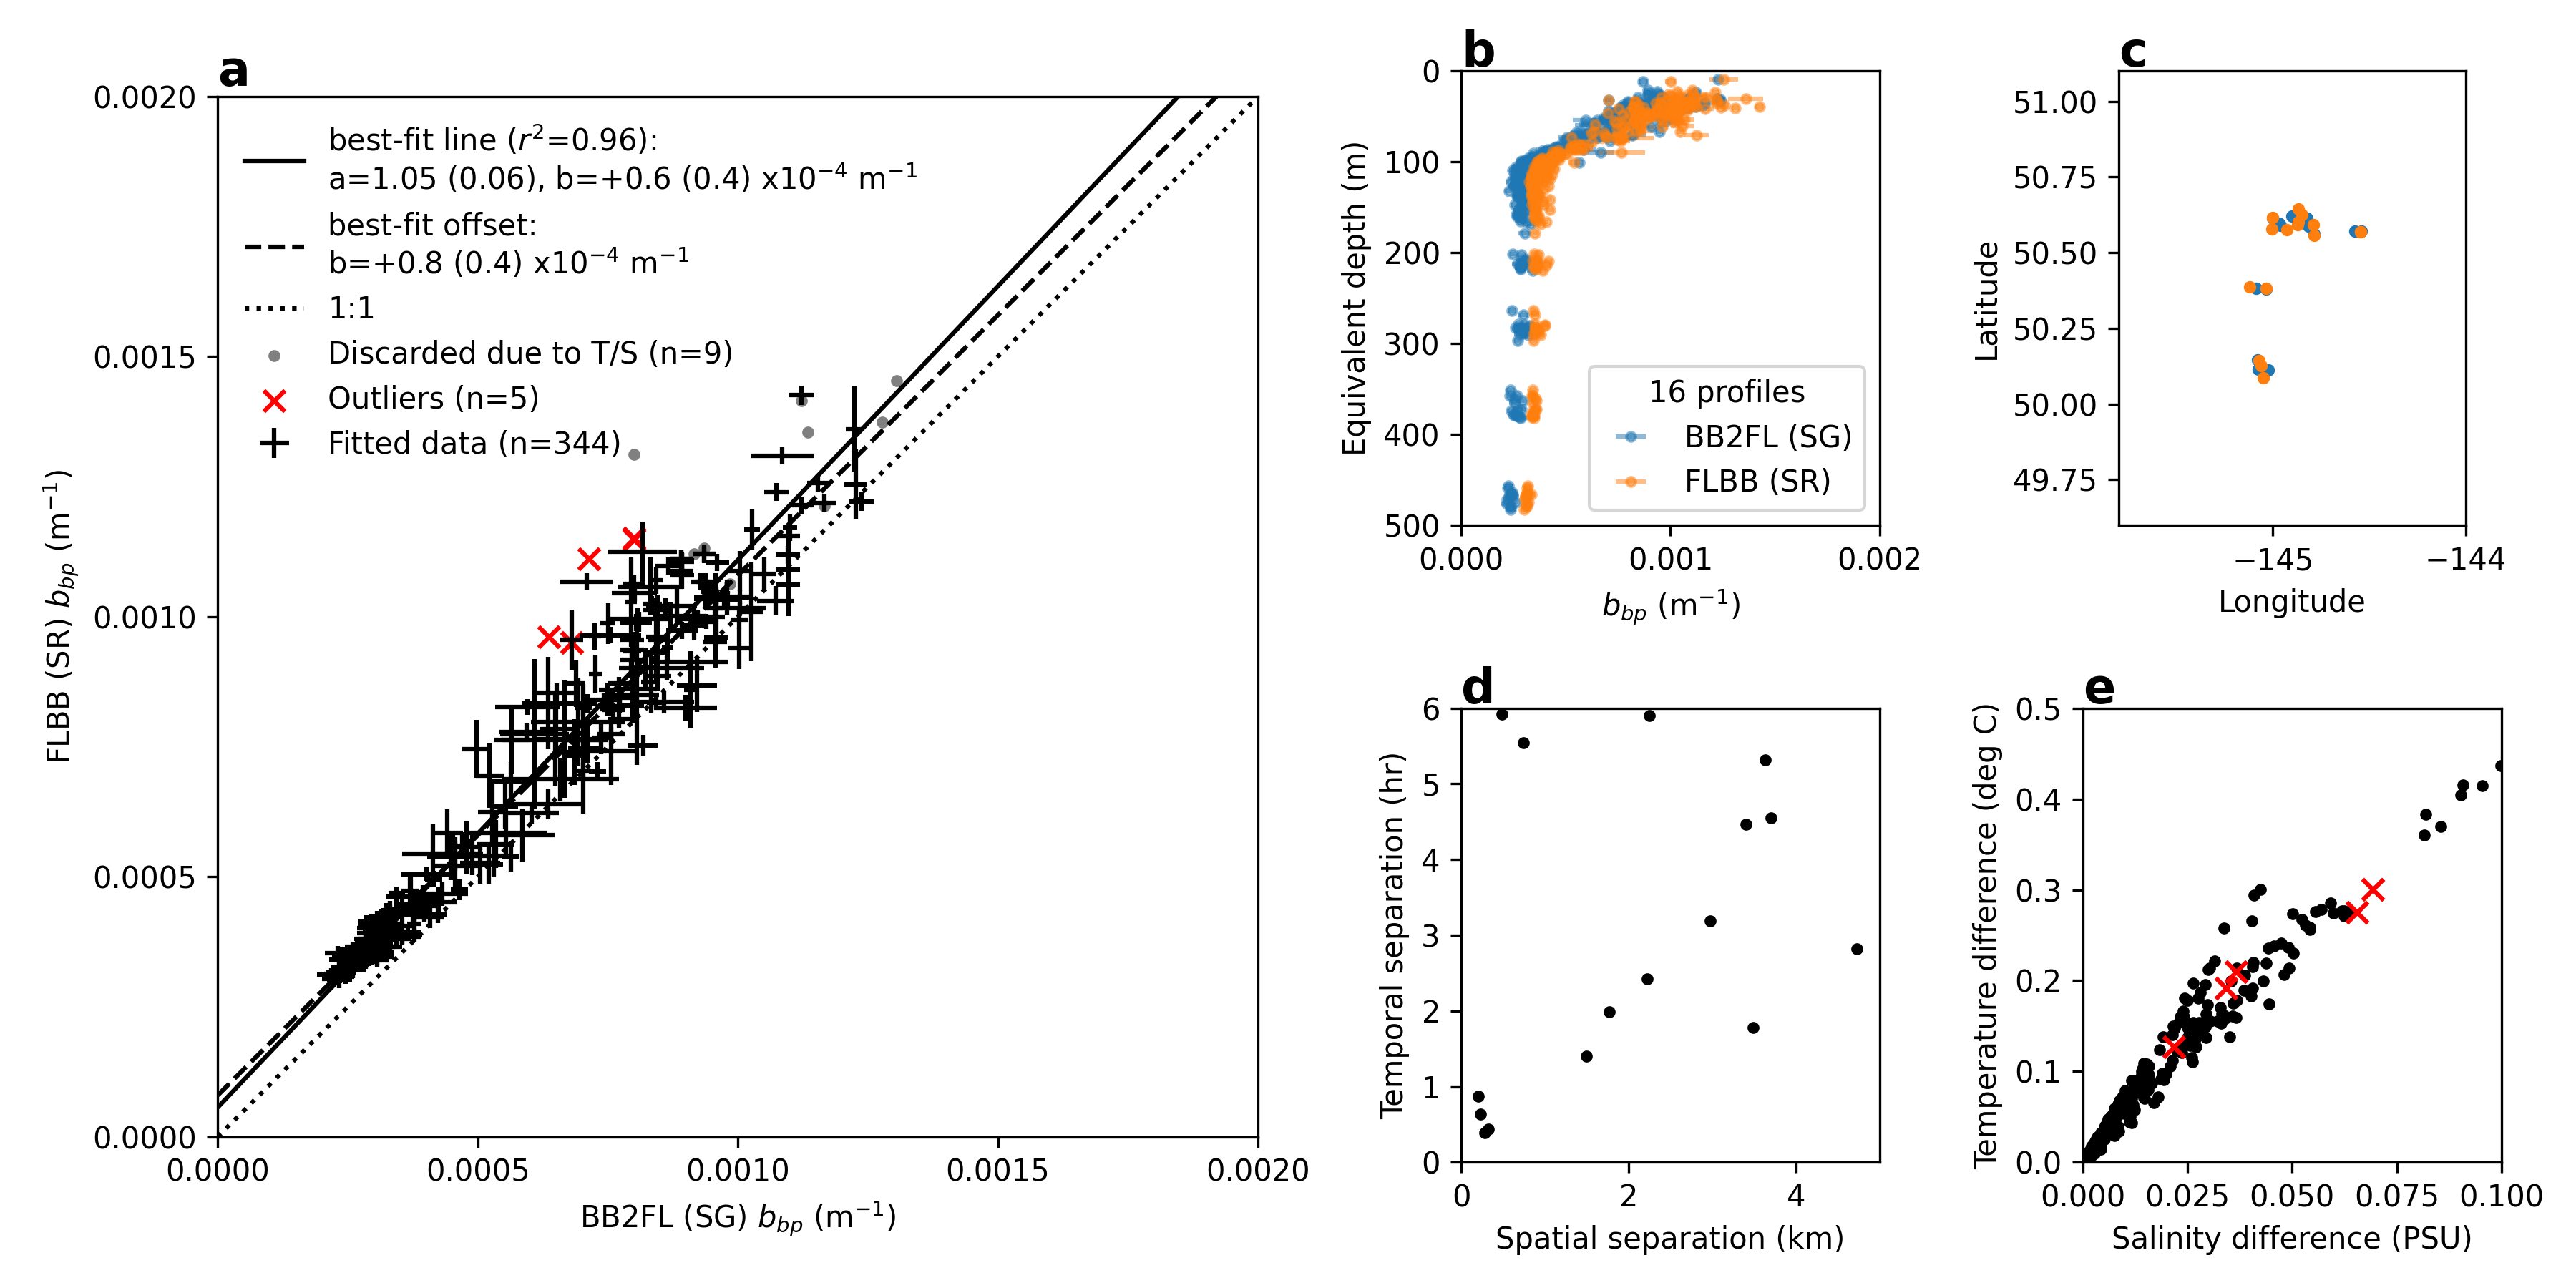 a
0.0020
0.0015
0.0010
0.0005
0.0000
FLBB (SR) b_bp (m⁻¹)
best-fit line (r²=0.96):
a=1.05 (0.06), b=+0.6 (0.4) x10⁻⁴ m⁻¹
best-fit offset:
b=+0.8 (0.4) x10⁻⁴ m⁻¹
1:1
Discarded due to T/S (n=9)
Outliers (n=5)
Fitted data (n=344)
0.0000 0.0005 0.0010 0.0015 0.0020
BB2FL (SG) b_bp (m⁻¹)
b
0
100
200
300
400
500
Equivalent depth (m)
16 profiles
BB2FL (SG)
FLBB (SR)
0.000 0.001 0.002
b_bp (m⁻¹)
c
51.00
50.75
50.50
50.25
50.00
49.75
Latitude
−145 −144
Longitude
d
6
5
4
3
2
1
0
Temporal separation (hr)
0 2 4
Spatial separation (km)
e
0.5
0.4
0.3
0.2
0.1
0.0
Temperature difference (deg C)
0.000 0.025 0.050 0.075 0.100
Salinity difference (PSU)